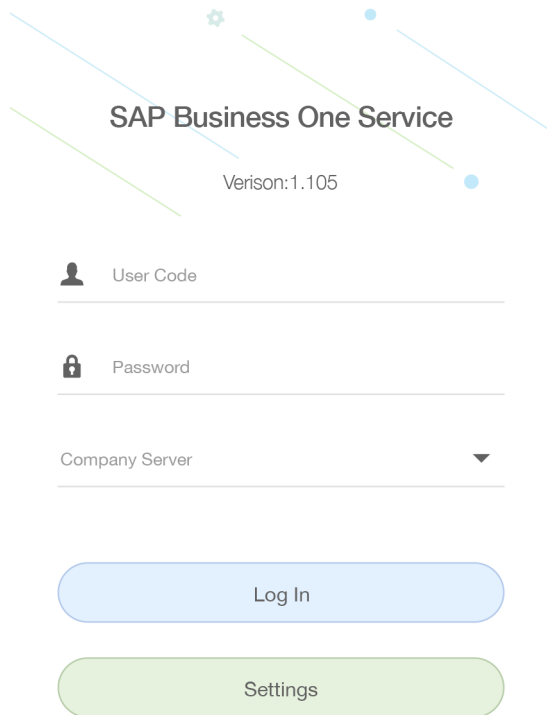 SAP Business One Service
Verison:1.105
User Code
Password
Company Server
Log In
Settings